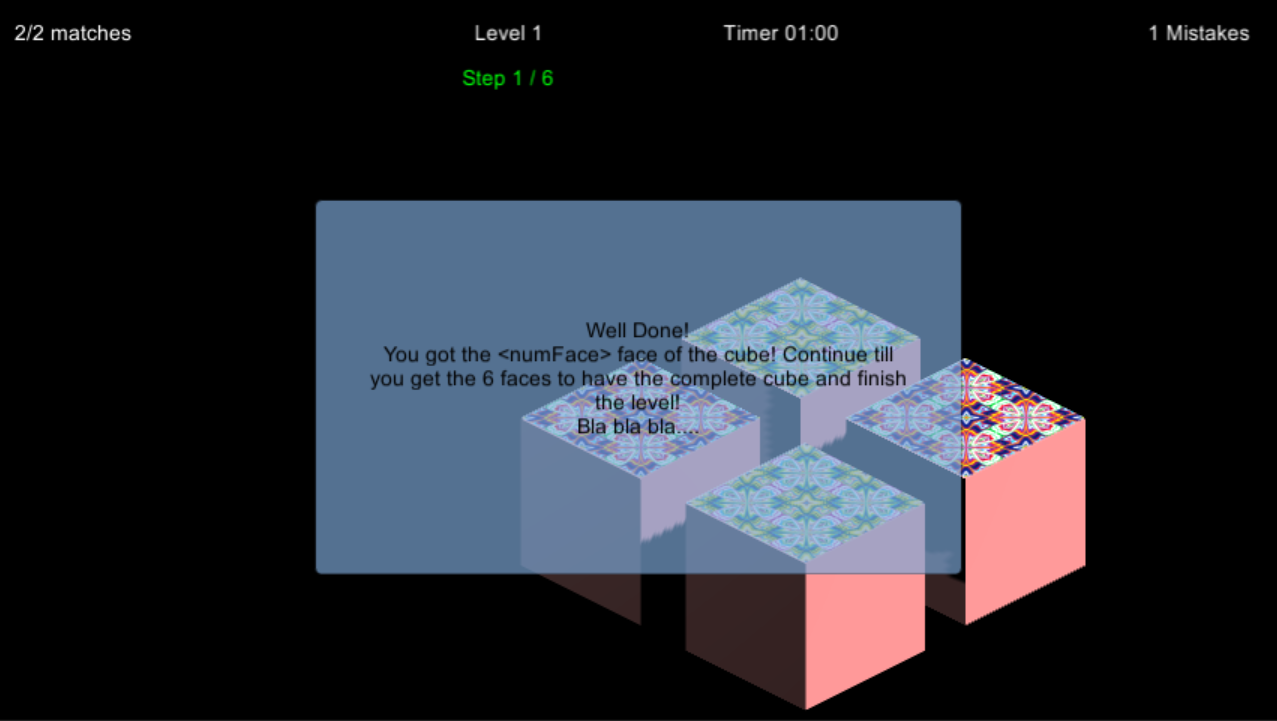 2/2 matches
Level 1
Timer 01:00
1 Mistakes
Step 1 / 6
Well Done!
You got the <numFace> face of the cube! Continue till
you get the 6 faces to have the complete cube and finish
the level!
Bla bla bla....